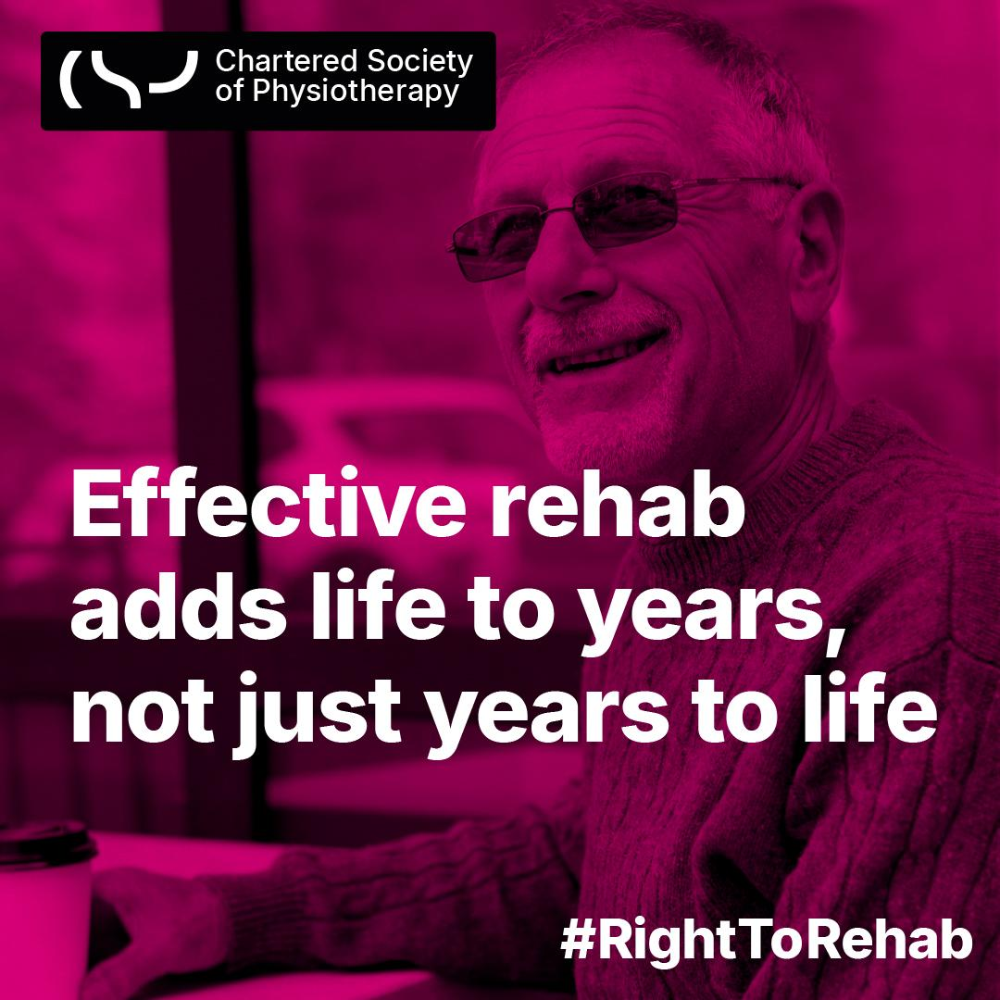 Chartered Society
of Physiotherapy
Effective rehab
adds life to years,
not just years to life
#RightToRehab